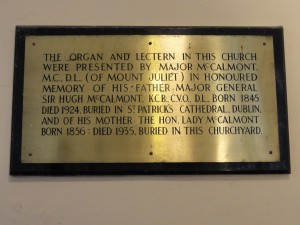 THE ORGAN AND LECTERN IN THIS CHURCH
WERE PRESENTED BY MAJOR McCALMONT,
M.C., D.L., (OF MOUNT JULIET) IN HONOURED
MEMORY OF HIS FATHER MAJOR GENERAL
SIR HUGH McCALMONT, K.C.B., C.V.O., D.L., BORN 1845
DIED 1924, BURIED IN ST. PATRICKS CATHEDRAL, DUBLIN,
AND OF HIS MOTHER THE HON. LADY McCALMONT
BORN 1856: DIED 1935, BURIED IN THIS CHURCHYARD.